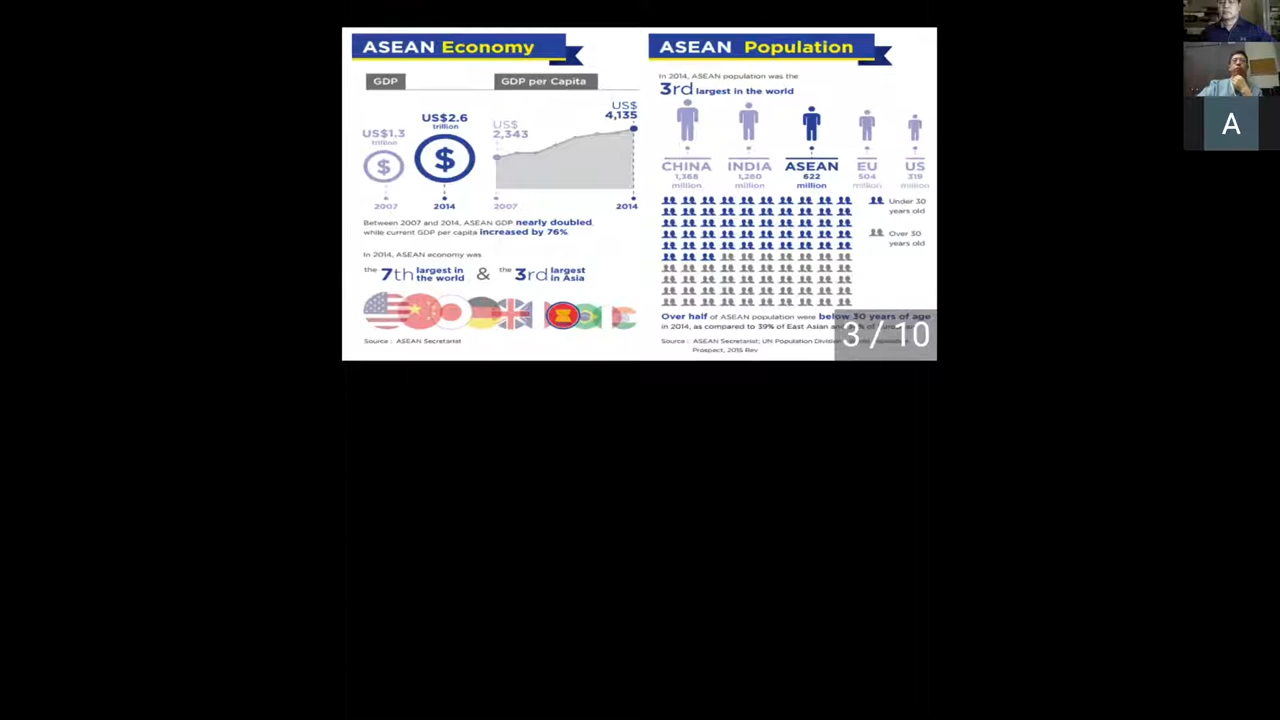 ASEAN Economy
GDP
GDP per Capita
US$1.3
trillion
US$2.6
trillion
2007
2014
US$
2,343
US$
4,135
2007
2014
Between 2007 and 2014, ASEAN GDP nearly doubled,
while current GDP per capita increased by 76%
In 2014, ASEAN economy was
the 7th largest in the world & the 3rd largest in Asia
Source : ASEAN Secretariat
ASEAN Population
In 2014, ASEAN population was the
3rd largest in the world
CHINA
1,368
million
INDIA
1,260
million
ASEAN
622
million
EU
504
million
US
319
million
Under 30
years old
Over 30
years old
Over half of ASEAN population were below 30 years of age
in 2014, as compared to 39% of East Asian and
Source : ASEAN Secretariat; UN Population Division
Prospect, 2015 Rev
3 / 10
A